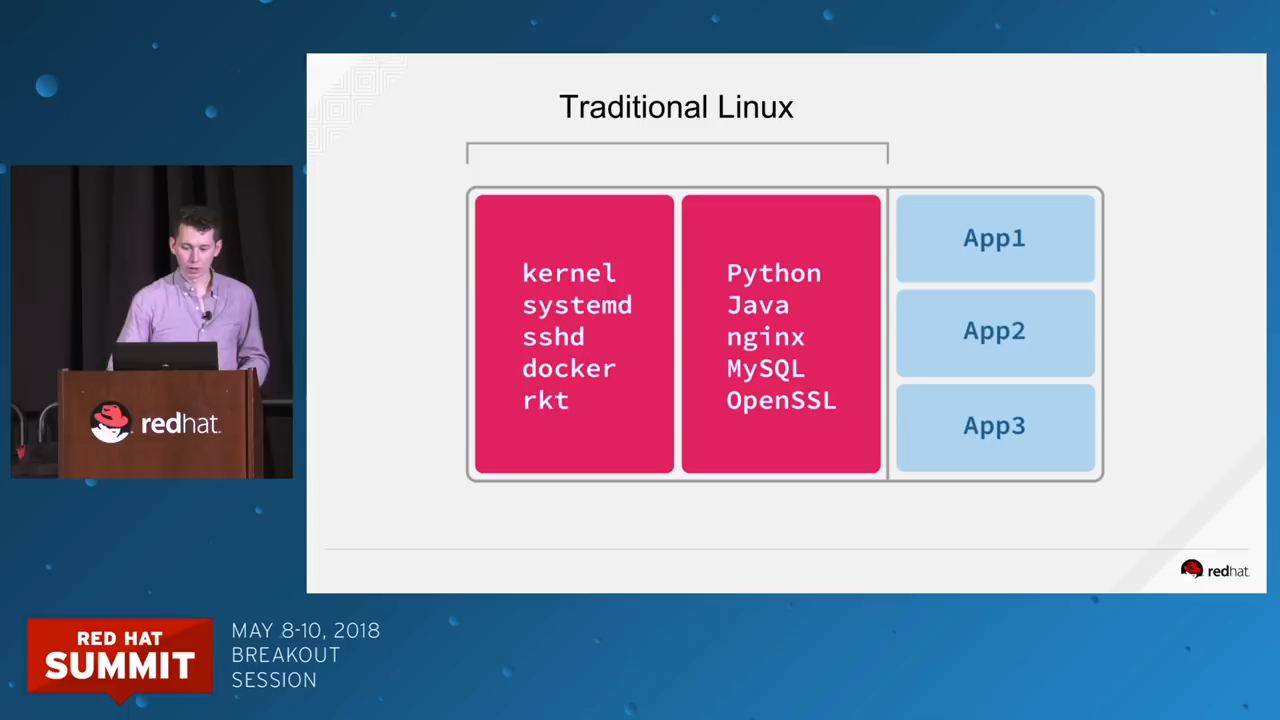 Traditional Linux
kernel
systemd
sshd
docker
rkt
Python
Java
nginx
MySQL
OpenSSL
App1
App2
App3
redhat.
redhat.
RED HAT
SUMMIT
MAY 8-10, 2018
BREAKOUT
SESSION